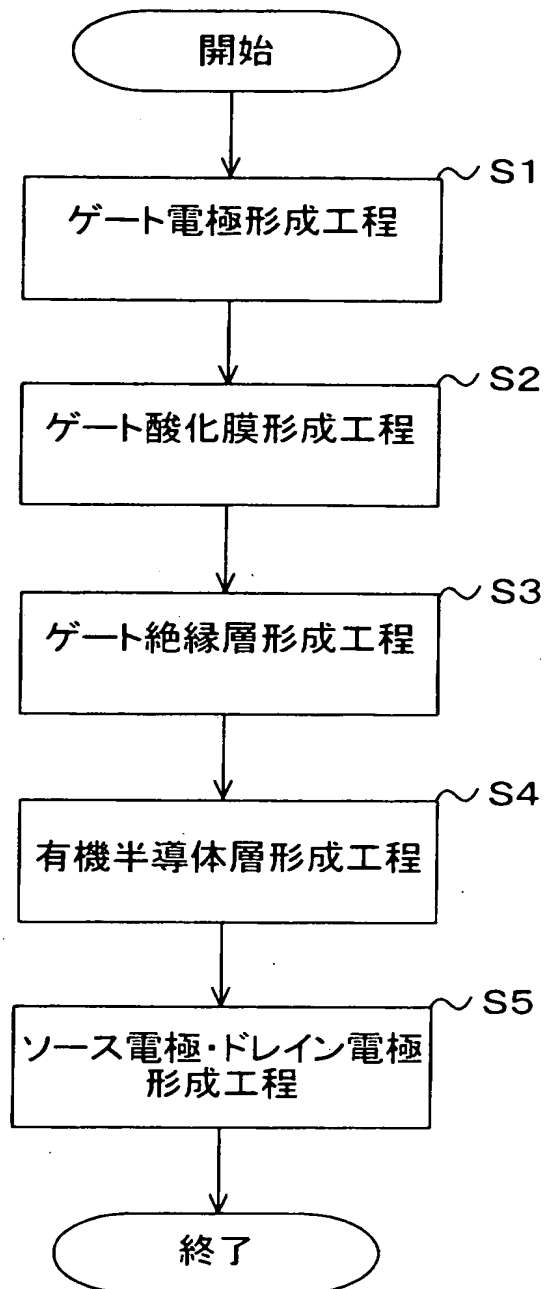 開始
S1
ゲート電極形成工程
S2
ゲート酸化膜形成工程
S3
ゲート絶縁層形成工程
S4
有機半導体層形成工程
S5
ソース電極・ドレイン電極
形成工程
終了